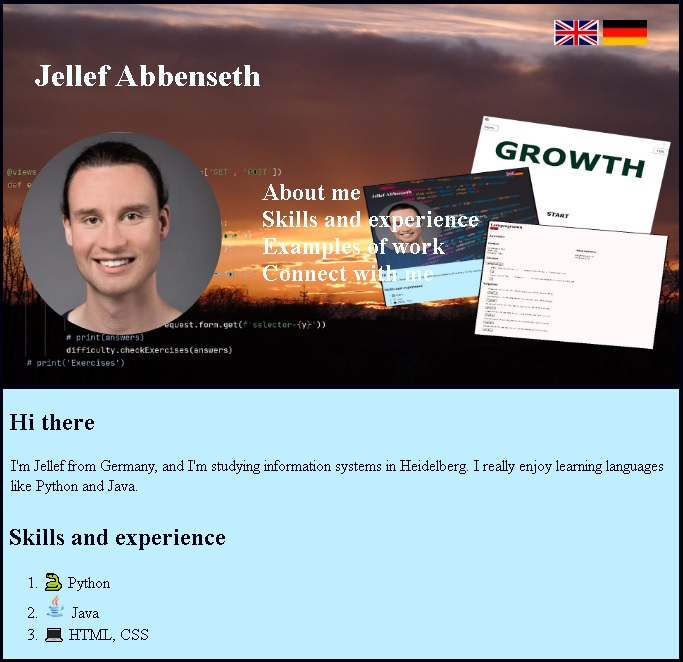 Jellef Abbenseth
@views
['GET', 'POST'])
def
GROWTH
START
About me
Skills and experience
Examples of work
Connect with me
equest.form.get(f'selector-{y}'))
# print(answers)
difficulty.checkExercises(answers)
# print('Exercises')
Hi there
I'm Jellef from Germany, and I'm studying information systems in Heidelberg. I really enjoy learning languages
like Python and Java.
Skills and experience
1. Python
2. Java
3. HTML, CSS